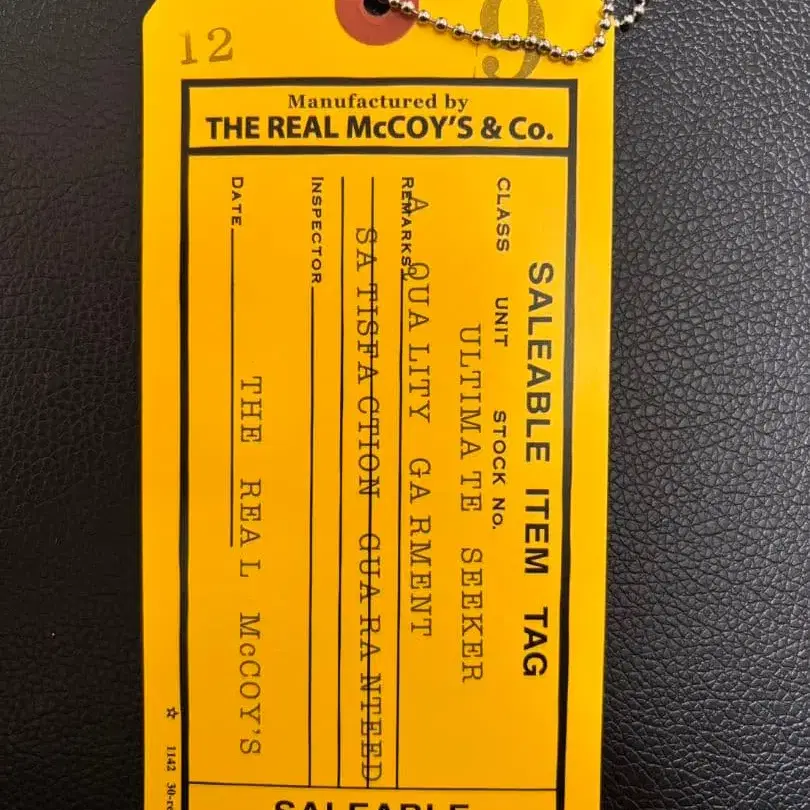 12
9
Manufactured by
THE REAL McCOY'S & Co.
SALEABLE ITEM TAG
CLASS UNIT STOCK No.
ULTIMATE SEEKER
REMARKS
A QUALITY GARMENT
SATISFACTION GUARANTEED
INSPECTOR
DATE
THE REAL McCOY'S
☆ 1142
SALEABLE